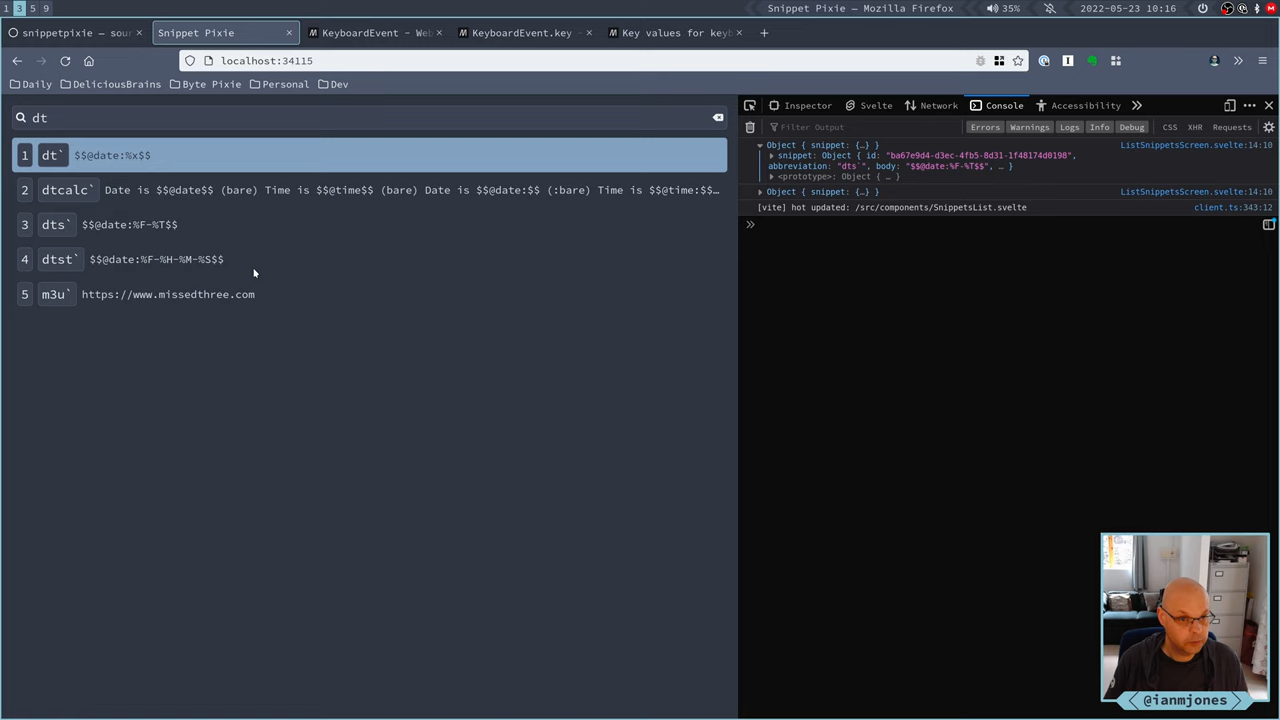 1 3 5 9
Snippet Pixie — Mozilla Firefox
35%
2022-05-23 10:16
snippetpixie — sour
Snippet Pixie
KeyboardEvent - Web
KeyboardEvent.key -
Key values for keyb
localhost:34115
Daily DeliciousBrains Byte Pixie Personal Dev
dt
Inspector Svelte Network Console Accessibility
1 dt` $$@date:%x$$
2 dtcalc` Date is $$@date$$ (bare) Time is $$@time$$ (bare) Date is $$@date:$$ (:bare) Time is $$@time:$$…
3 dts` $$@date:%F-%T$$
4 dtst` $$@date:%F-%H-%M-%S$$
5 m3u` https://www.missedthree.com
Filter Output
Errors Warnings Logs Info Debug CSS XHR Requests
Object { snippet: {…} } ListSnippetsScreen.svelte:14:10
snippet: Object { id: "ba67e9d4-d3ec-4fb5-8d31-1f48174d0198",
abbreviation: "dts`", body: "$$@date:%F-%T$$", … }
<prototype>: Object { … }
Object { snippet: {…} } ListSnippetsScreen.svelte:14:10
[vite] hot updated: /src/components/SnippetsList.svelte client.ts:343:12
@ianmjones